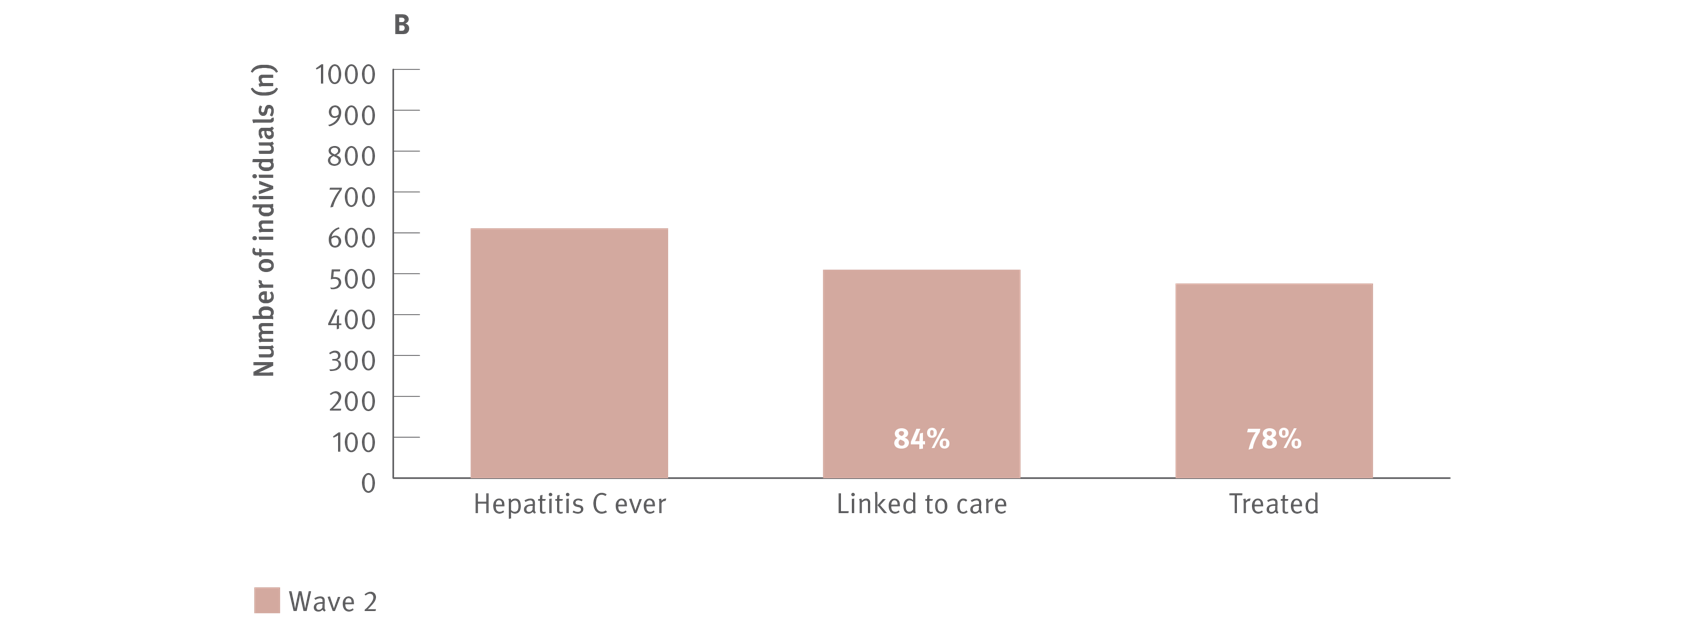 B
Number of individuals (n)
1000
900
800
700
600
500
400
300
200
100
0
84%
78%
Hepatitis C ever
Linked to care
Treated
Wave 2